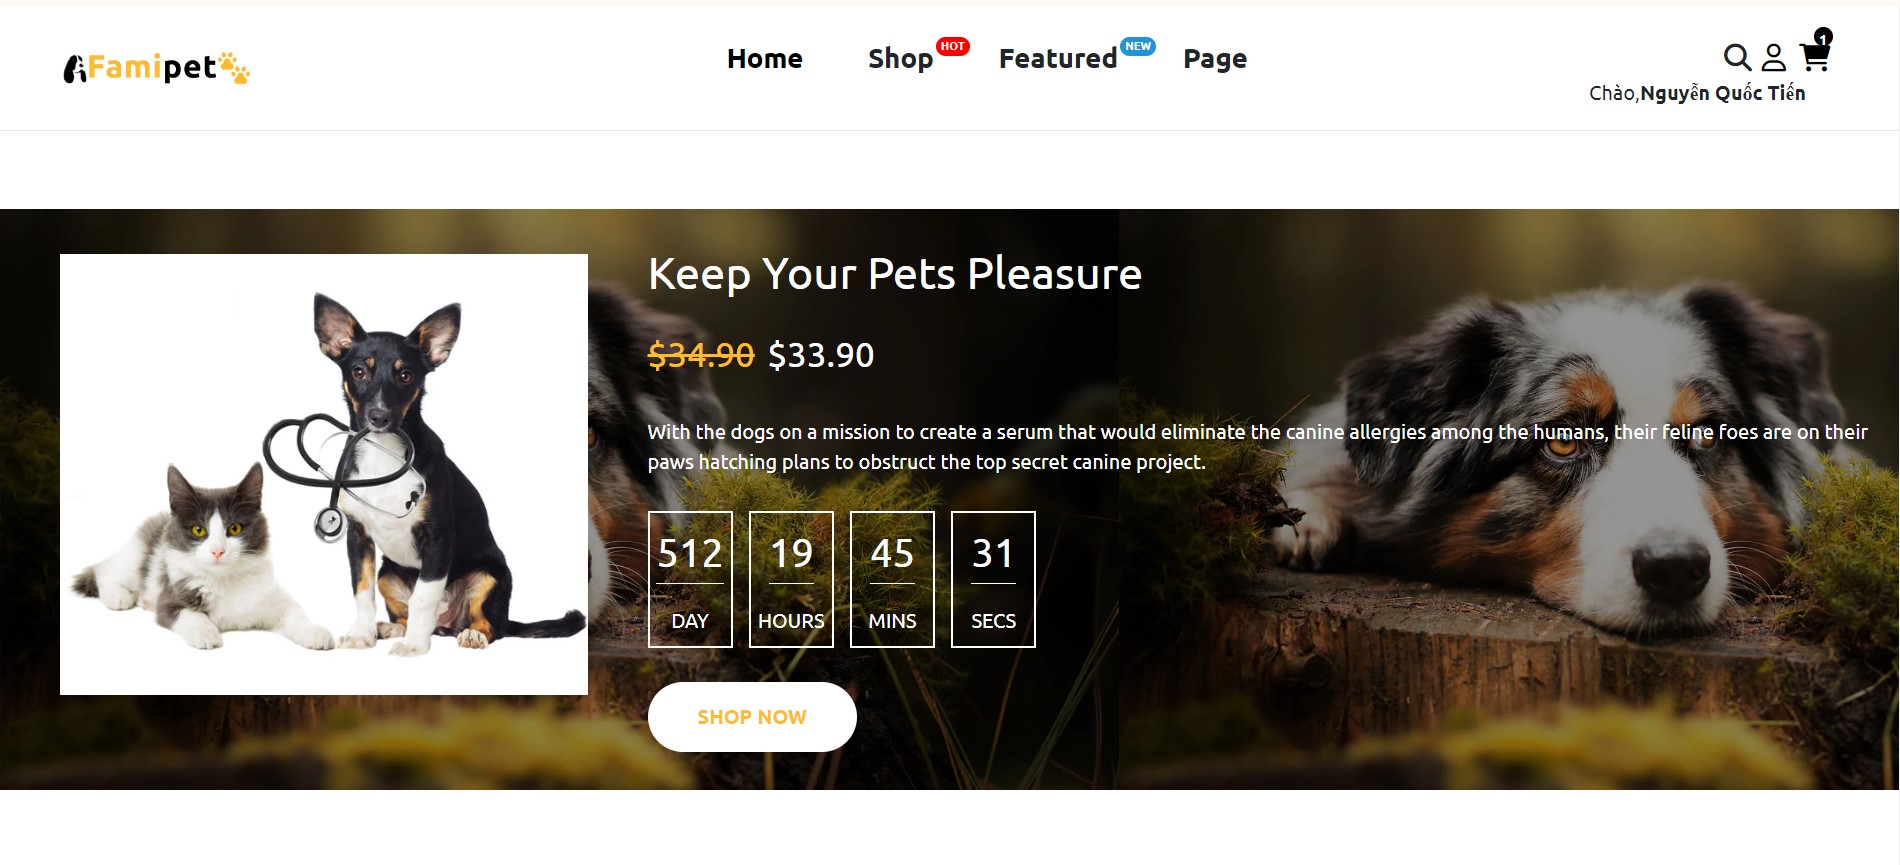 Famipet
Home
Shop
HOT
Featured
NEW
Page
1
Chào,Nguyễn Quốc Tiến
Keep Your Pets Pleasure
$34.90 $33.90
With the dogs on a mission to create a serum that would eliminate the canine allergies among the humans, their feline foes are on their
paws hatching plans to obstruct the top secret canine project.
512 19 45 31
DAY HOURS MINS SECS
SHOP NOW